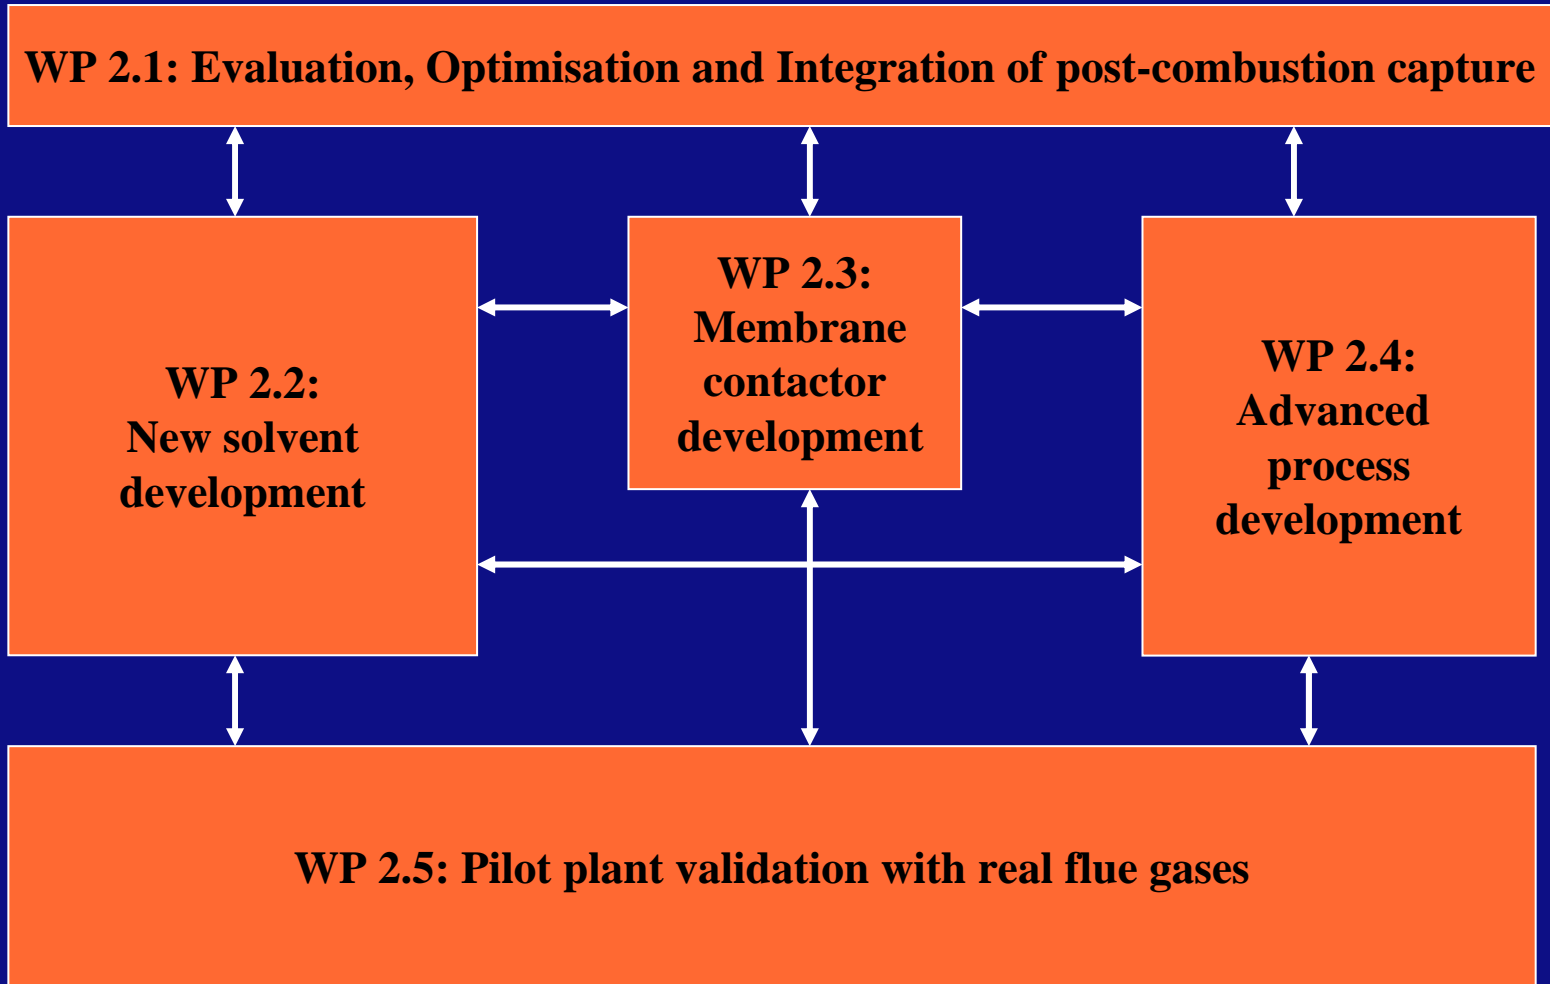 WP 2.1: Evaluation, Optimisation and Integration of post-combustion capture
WP 2.2:
New solvent
development
WP 2.3:
Membrane
contactor
development
WP 2.4:
Advanced
process
development
WP 2.5: Pilot plant validation with real flue gases